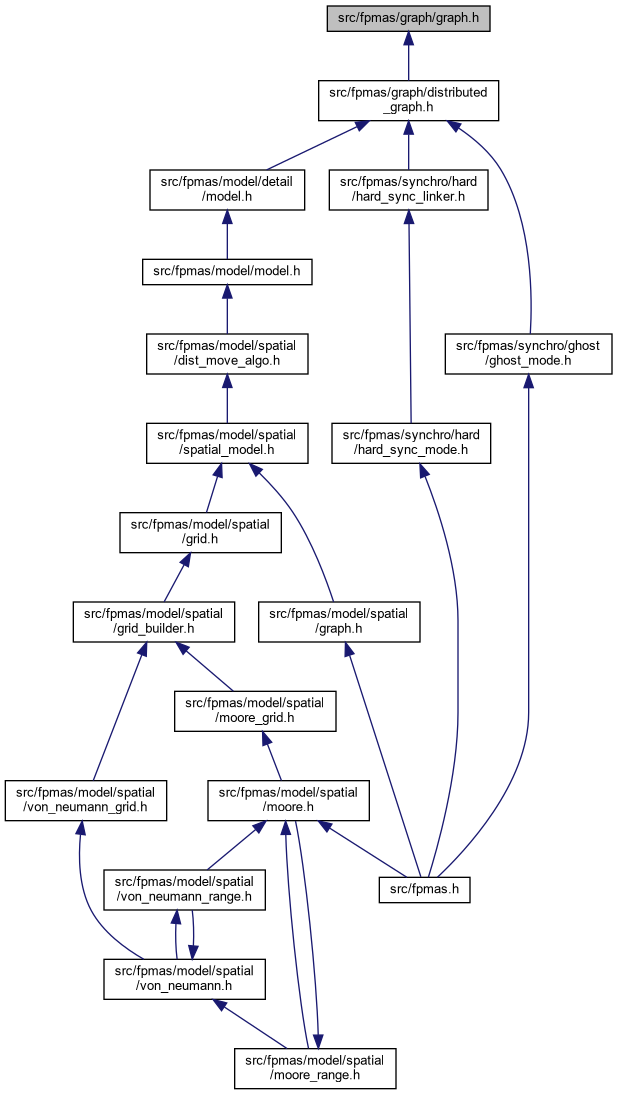 src/fpmas/graph/graph.h
src/fpmas/graph/distributed
_graph.h
src/fpmas/model/detail
/model.h
src/fpmas/synchro/hard
/hard_sync_linker.h
src/fpmas/model/model.h
src/fpmas/model/spatial
/dist_move_algo.h
src/fpmas/synchro/ghost
/ghost_mode.h
src/fpmas/model/spatial
/spatial_model.h
src/fpmas/synchro/hard
/hard_sync_mode.h
src/fpmas/model/spatial
/grid.h
src/fpmas/model/spatial
/grid_builder.h
src/fpmas/model/spatial
/graph.h
src/fpmas/model/spatial
/moore_grid.h
src/fpmas/model/spatial
/von_neumann_grid.h
src/fpmas/model/spatial
/moore.h
src/fpmas/model/spatial
/von_neumann_range.h
src/fpmas.h
src/fpmas/model/spatial
/von_neumann.h
src/fpmas/model/spatial
/moore_range.h